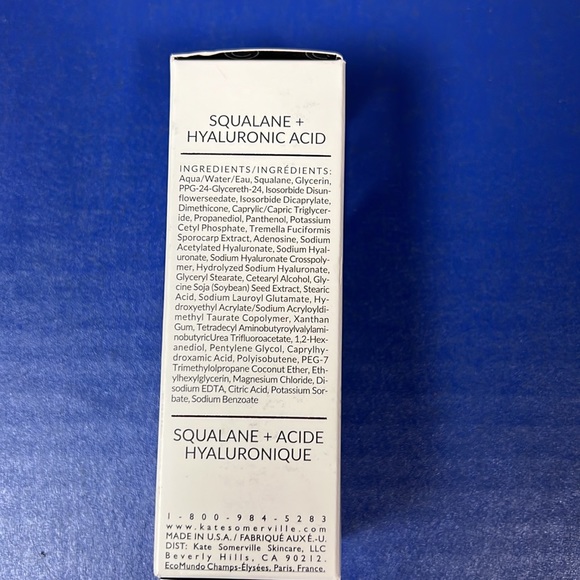 SQUALANE +
HYALURONIC ACID
INGREDIENTS/INGRÉDIENTS:
Aqua/Water/Eau, Squalane, Glycerin,
PPG-24-Glycereth-24, Isosorbide Disun-
flowerseedate, Isosorbide Dicaprylate,
Dimethicone, Caprylic/Capric Triglycer-
ide, Propanediol, Panthenol, Potassium
Cetyl Phosphate, Tremella Fuciformis
Sporocarp Extract, Adenosine, Sodium
Acetylated Hyaluronate, Sodium Hyal-
uronate, Sodium Hyaluronate Crosspoly-
mer, Hydrolyzed Sodium Hyaluronate,
Glyceryl Stearate, Cetearyl Alcohol, Gly-
cine Soja (Soybean) Seed Extract, Stearic
Acid, Sodium Lauroyl Glutamate, Hy-
droxyethyl Acrylate/Sodium Acryloyldi-
methyl Taurate Copolymer, Xanthan
Gum, Tetradecyl Aminobutyroylvalylami-
nobutyricUrea Trifluoroacetate, 1,2-Hex-
anediol, Pentylene Glycol, Caprylhy-
droxamic Acid, Polyisobutene, PEG-7
Trimethylolpropane Coconut Ether, Eth-
ylhexylglycerin, Magnesium Chloride, Di-
sodium EDTA, Citric Acid, Potassium Sor-
bate, Sodium Benzoate
SQUALANE + ACIDE
HYALURONIQUE
1-800-984-5283
www.katesomerville.com
MADE IN U.S.A./ FABRIQUÉ AUX É.-U.
DIST: Kate Somerville Skincare, LLC
Beverly Hills, CA 90212.
EcoMundo Champs-Élysées, Paris, France.